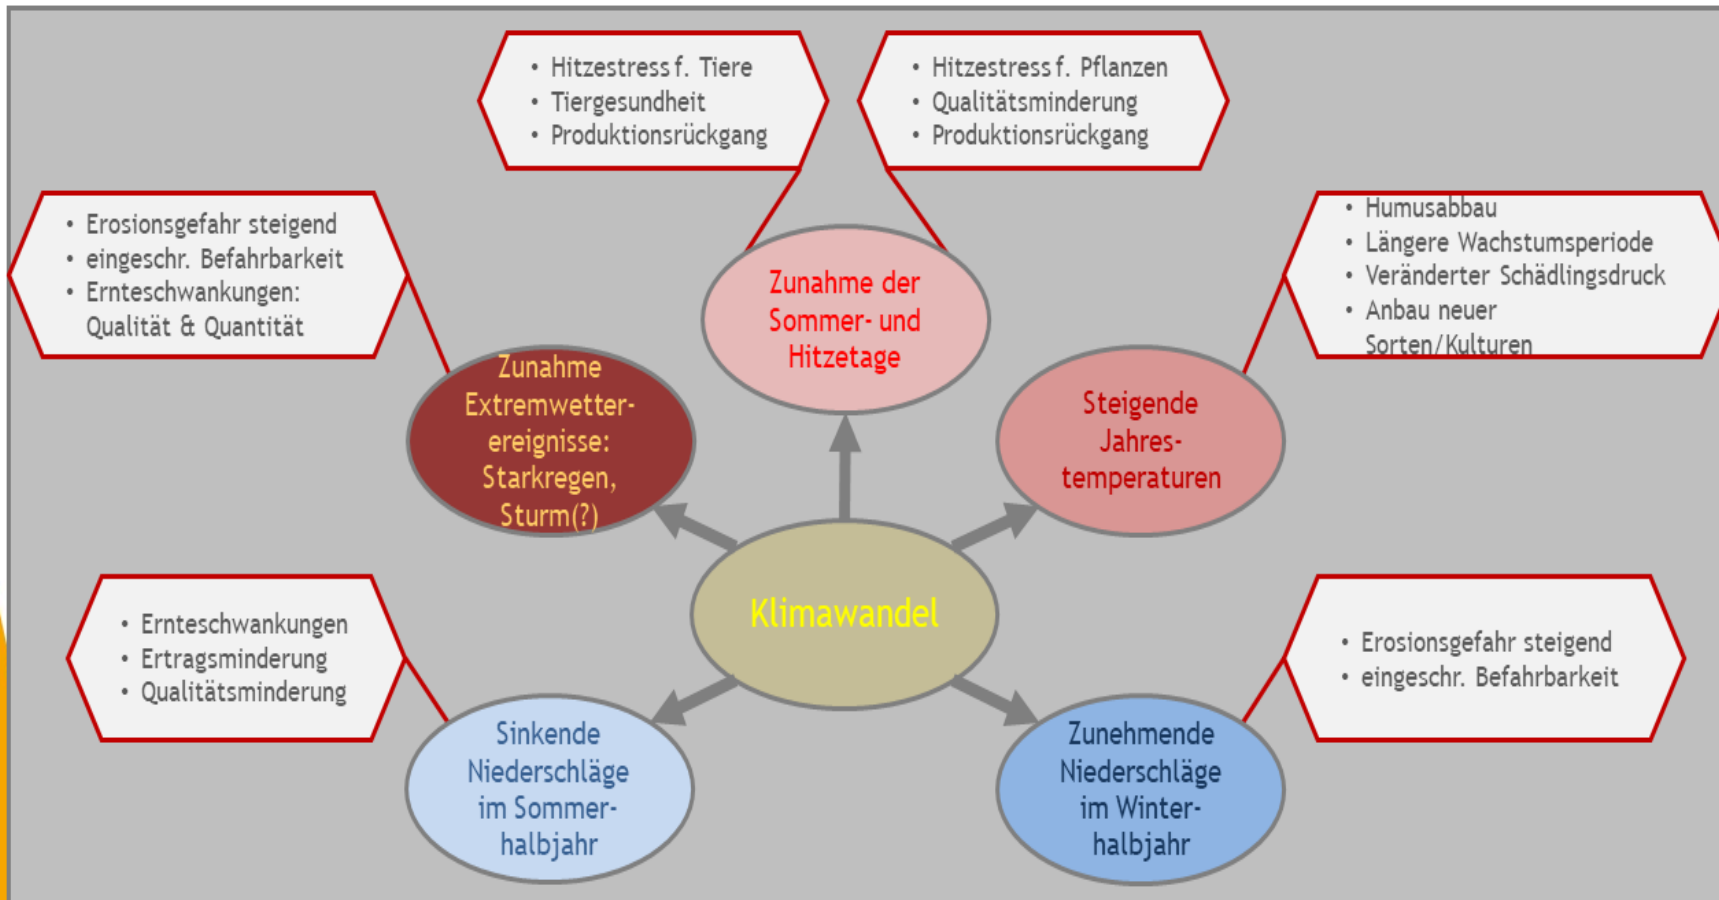 • Hitzestress f. Tiere
• Tiergesundheit
• Produktionsrückgang
• Hitzestress f. Pflanzen
• Qualitätsminderung
• Produktionsrückgang
• Erosionsgefahr steigend
• eingeschr. Befahrbarkeit
• Ernteschwankungen:
Qualität & Quantität
• Humusabbau
• Längere Wachstumsperiode
• Veränderter Schädlingsdruck
• Anbau neuer
Sorten/Kulturen
Zunahme der
Sommer- und
Hitzetage
Zunahme
Extremwetter-
ereignisse:
Starkregen,
Sturm(?)
Steigende
Jahres-
temperaturen
Klimawandel
• Ernteschwankungen
• Ertragsminderung
• Qualitätsminderung
• Erosionsgefahr steigend
• eingeschr. Befahrbarkeit
Sinkende
Niederschläge
im Sommer-
halbjahr
Zunehmende
Niederschläge
im Winter-
halbjahr